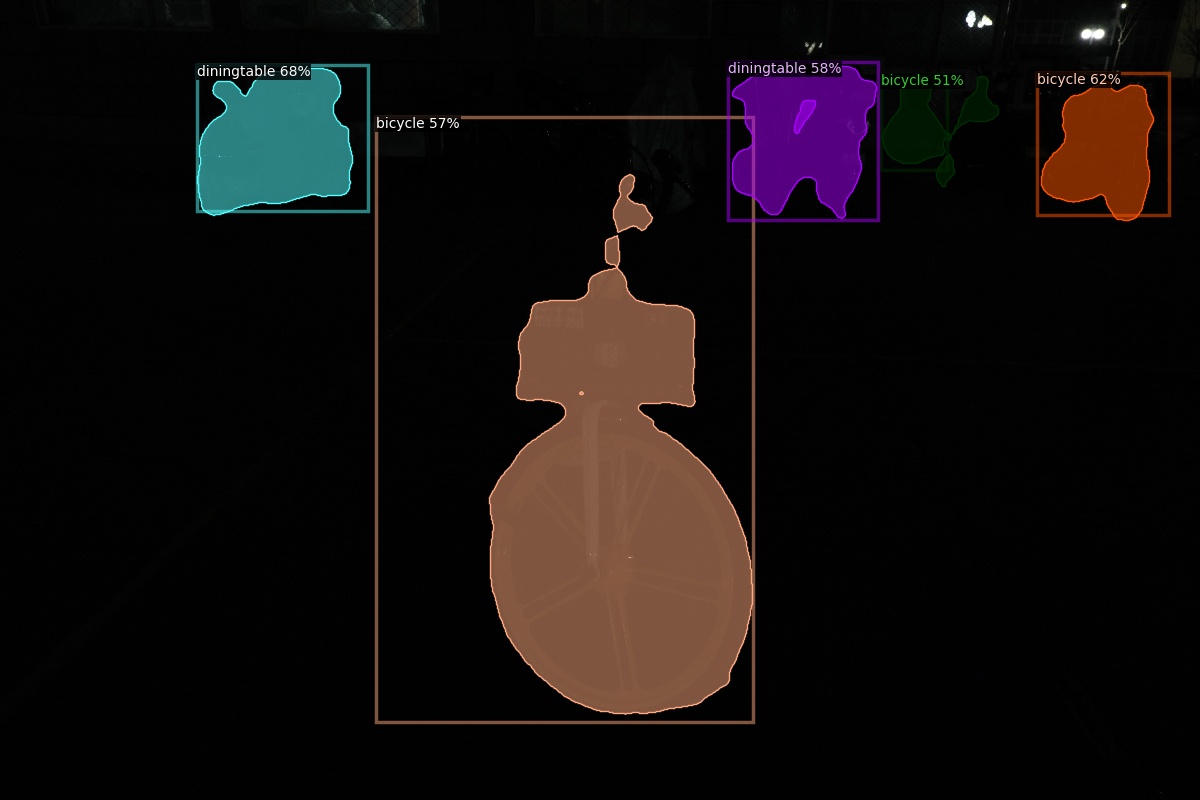 diningtable 68%
diningtable 58%
bicycle 51%
bicycle 62%
bicycle 57%